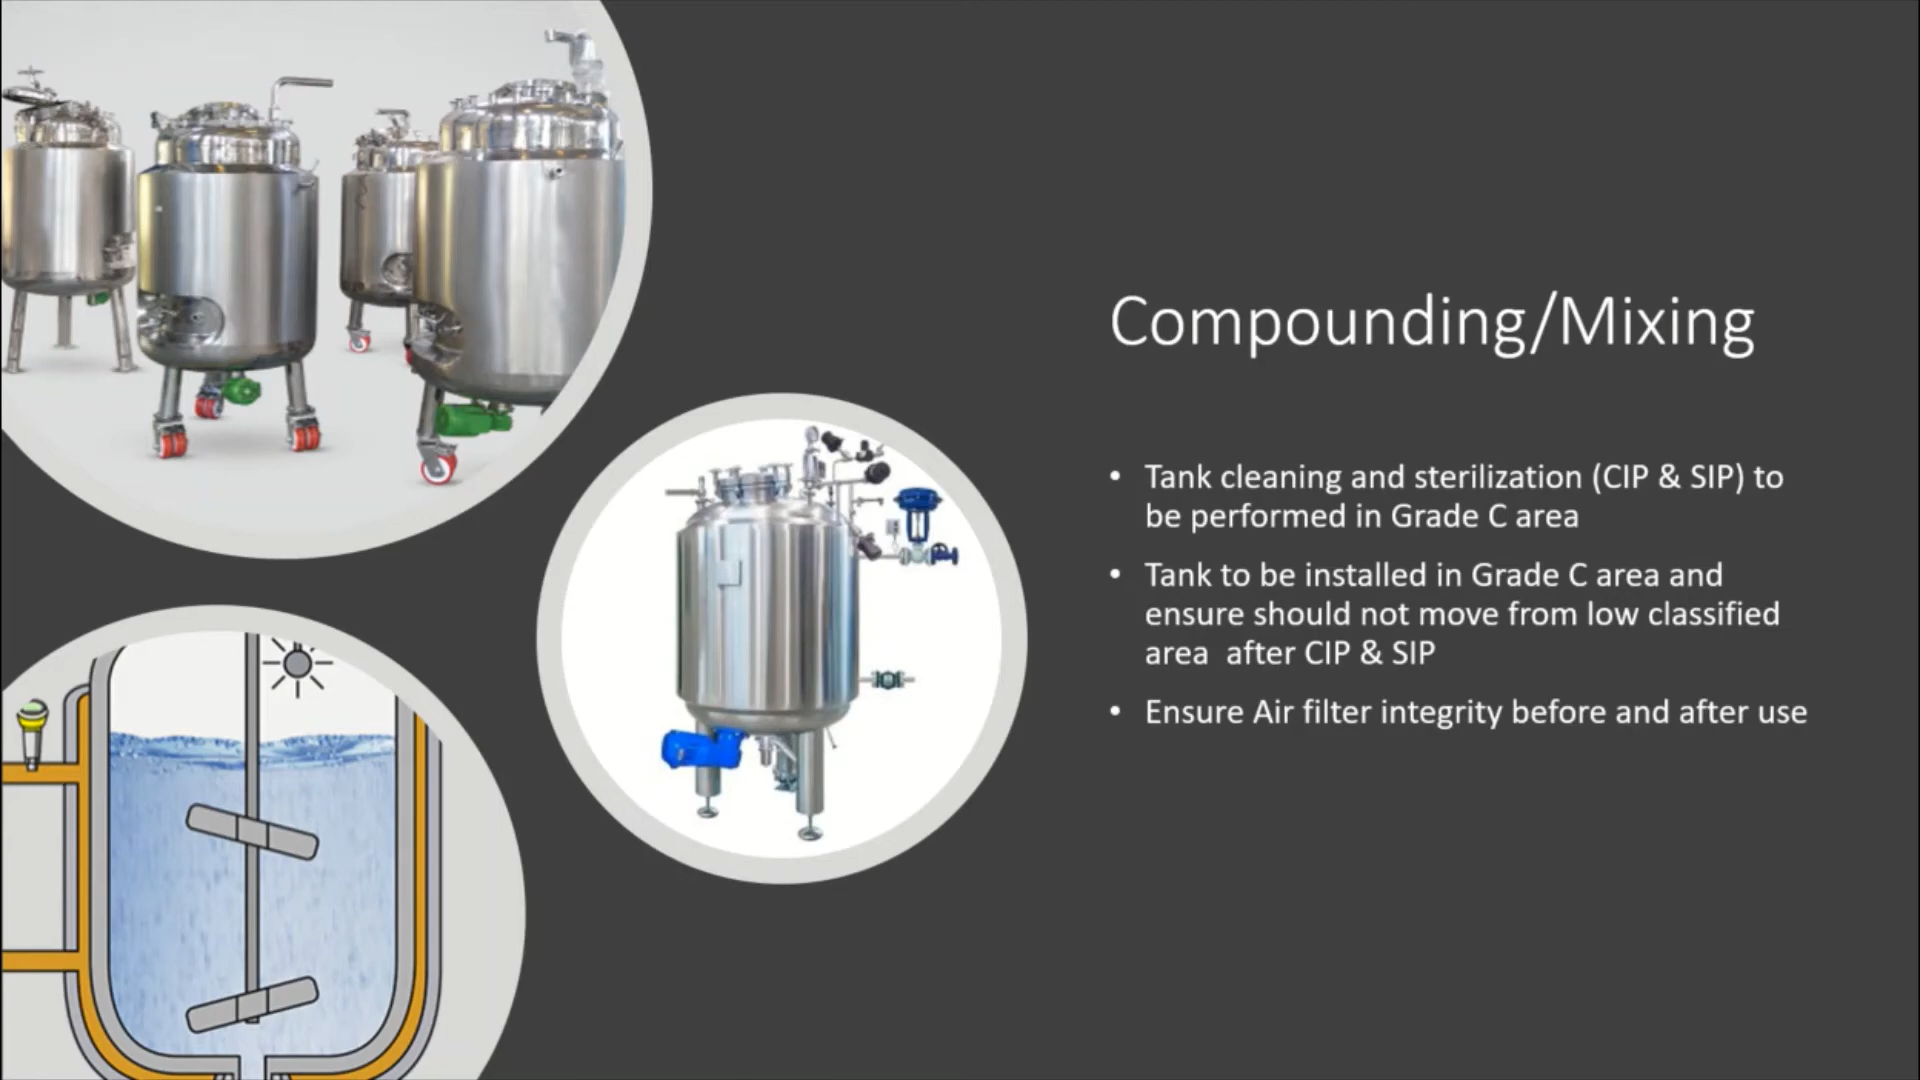 Compounding/Mixing
• Tank cleaning and sterilization (CIP & SIP) to
be performed in Grade C area
• Tank to be installed in Grade C area and
ensure should not move from low classified
area  after CIP & SIP
• Ensure Air filter integrity before and after use